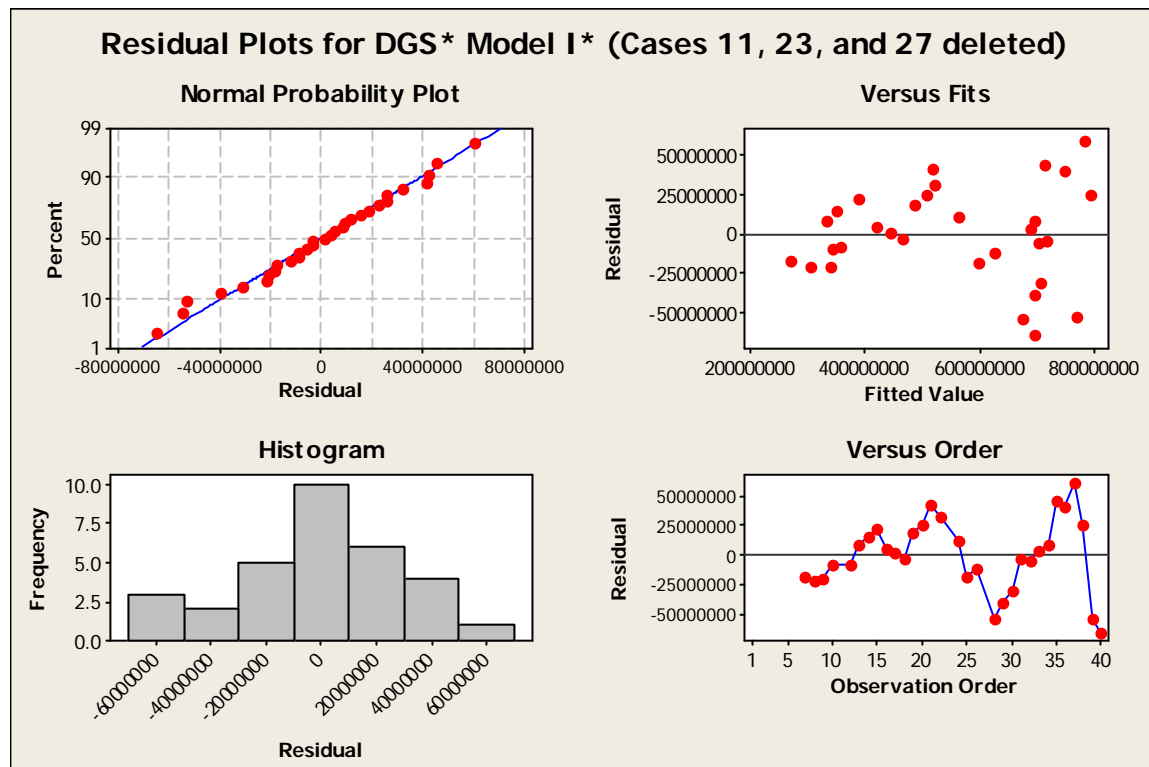 Residual Plots for DGS* Model I* (Cases 11, 23, and 27 deleted)
Normal Probability Plot
Percent
99
90
50
10
1
-80000000 -40000000 0 40000000 80000000
Residual
Versus Fits
Residual
50000000
25000000
0
-25000000
-50000000
200000000 400000000 600000000 800000000
Fitted Value
Histogram
Frequency
10.0
7.5
5.0
2.5
0.0
-60000000 -40000000 -20000000 0 20000000 40000000 60000000
Residual
Versus Order
Residual
50000000
25000000
0
-25000000
-50000000
1 5 10 15 20 25 30 35 40
Observation Order